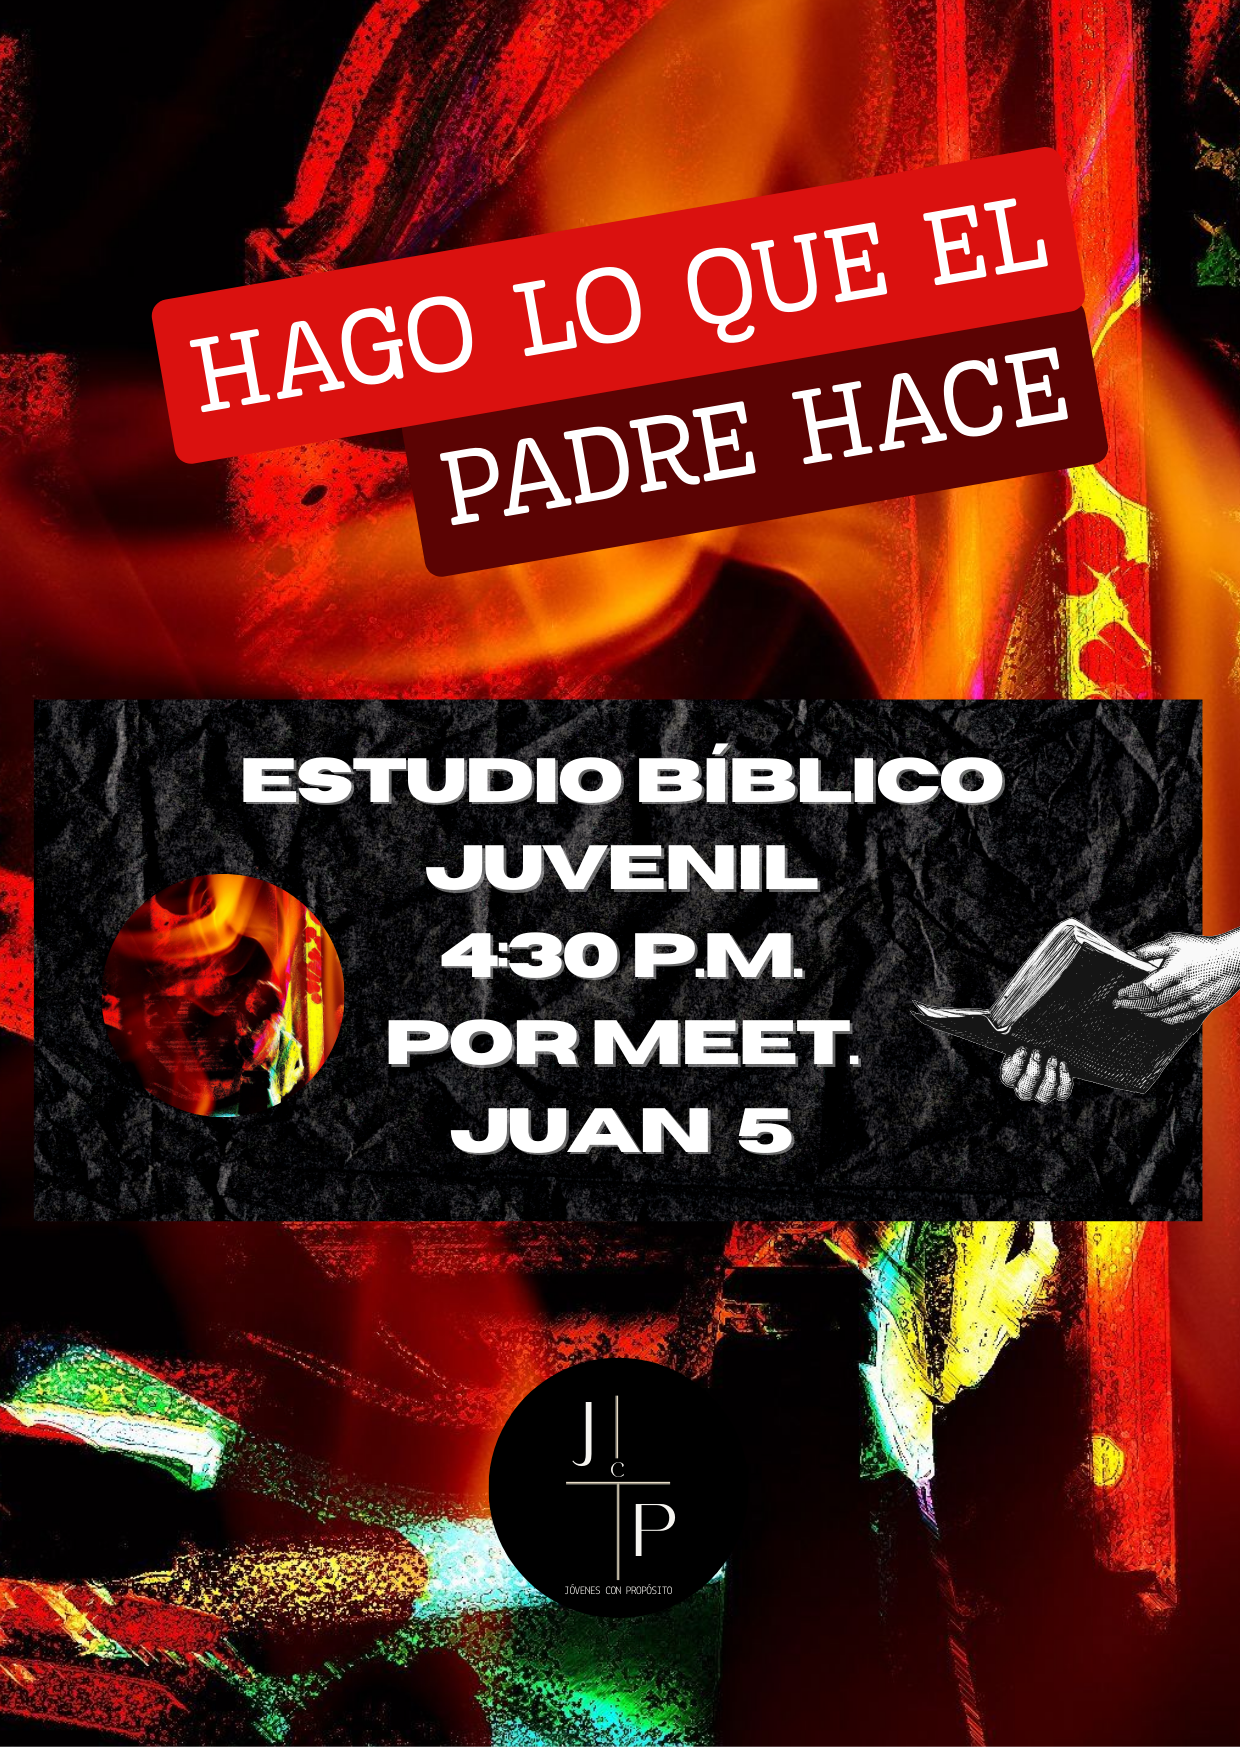 HAGO LO QUE EL
PADRE HACE
ESTUDIO BÍBLICO
JUVENIL
4:30 P.M.
POR MEET.
JUAN 5
J
C
P
JÓVENES CON PROPÓSITO